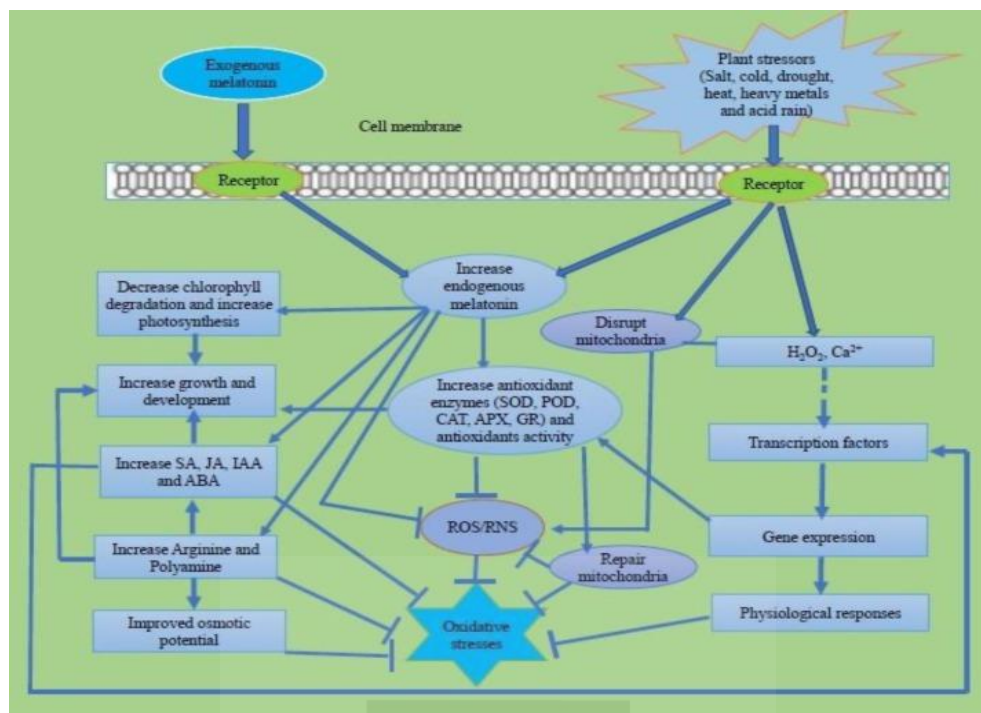 Exogenous
melatonin
Plant stressors
(Salt, cold, drought,
heat, heavy metals
and acid rain)
Cell membrane
Receptor
Receptor
Increase
endogenous
melatonin
Decrease chlorophyll
degradation and increase
photosynthesis
Disrupt
mitochondria
H₂O₂, Ca²⁺
Increase growth and
development
Increase antioxidant
enzymes (SOD, POD,
CAT, APX, GR) and
antioxidants activity
Transcription factors
Increase SA, JA, IAA
and ABA
ROS/RNS
Gene expression
Increase Arginine and
Polyamine
Repair
mitochondria
Physiological responses
Improved osmotic
potential
Oxidative
stresses